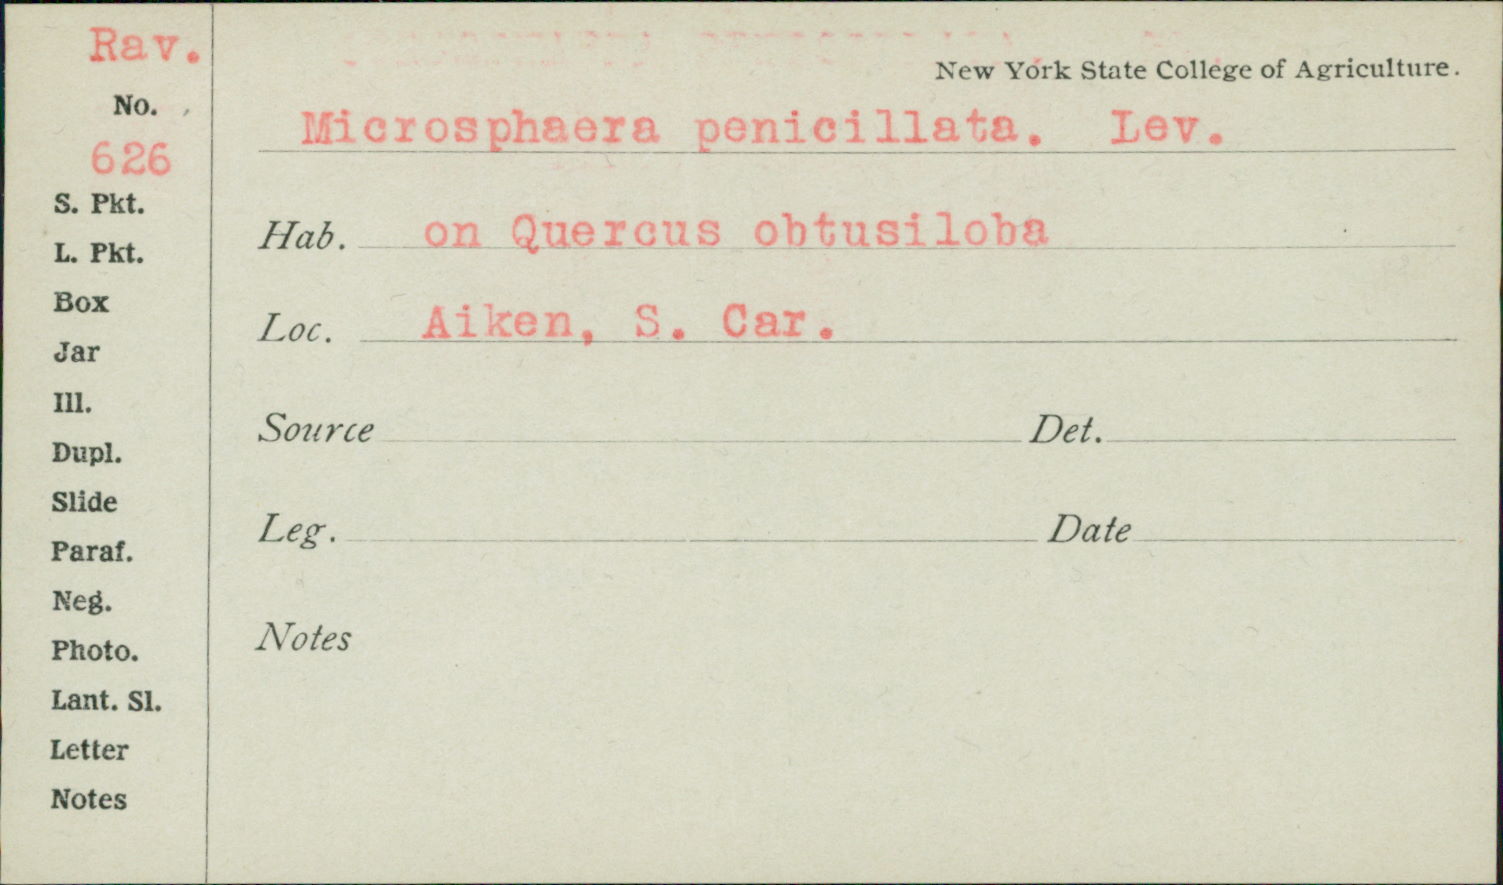 Rav.
New York State College of Agriculture.
No.
626
Microsphaera penicillata. Lev.
S. Pkt.
Hab. on Quercus obtusiloba
L. Pkt.
Box
Loc. Aiken, S. Car.
Jar
Ill.
Source Det.
Dupl.
Slide
Leg. Date
Paraf.
Neg.
Notes
Photo.
Lant. Sl.
Letter
Notes